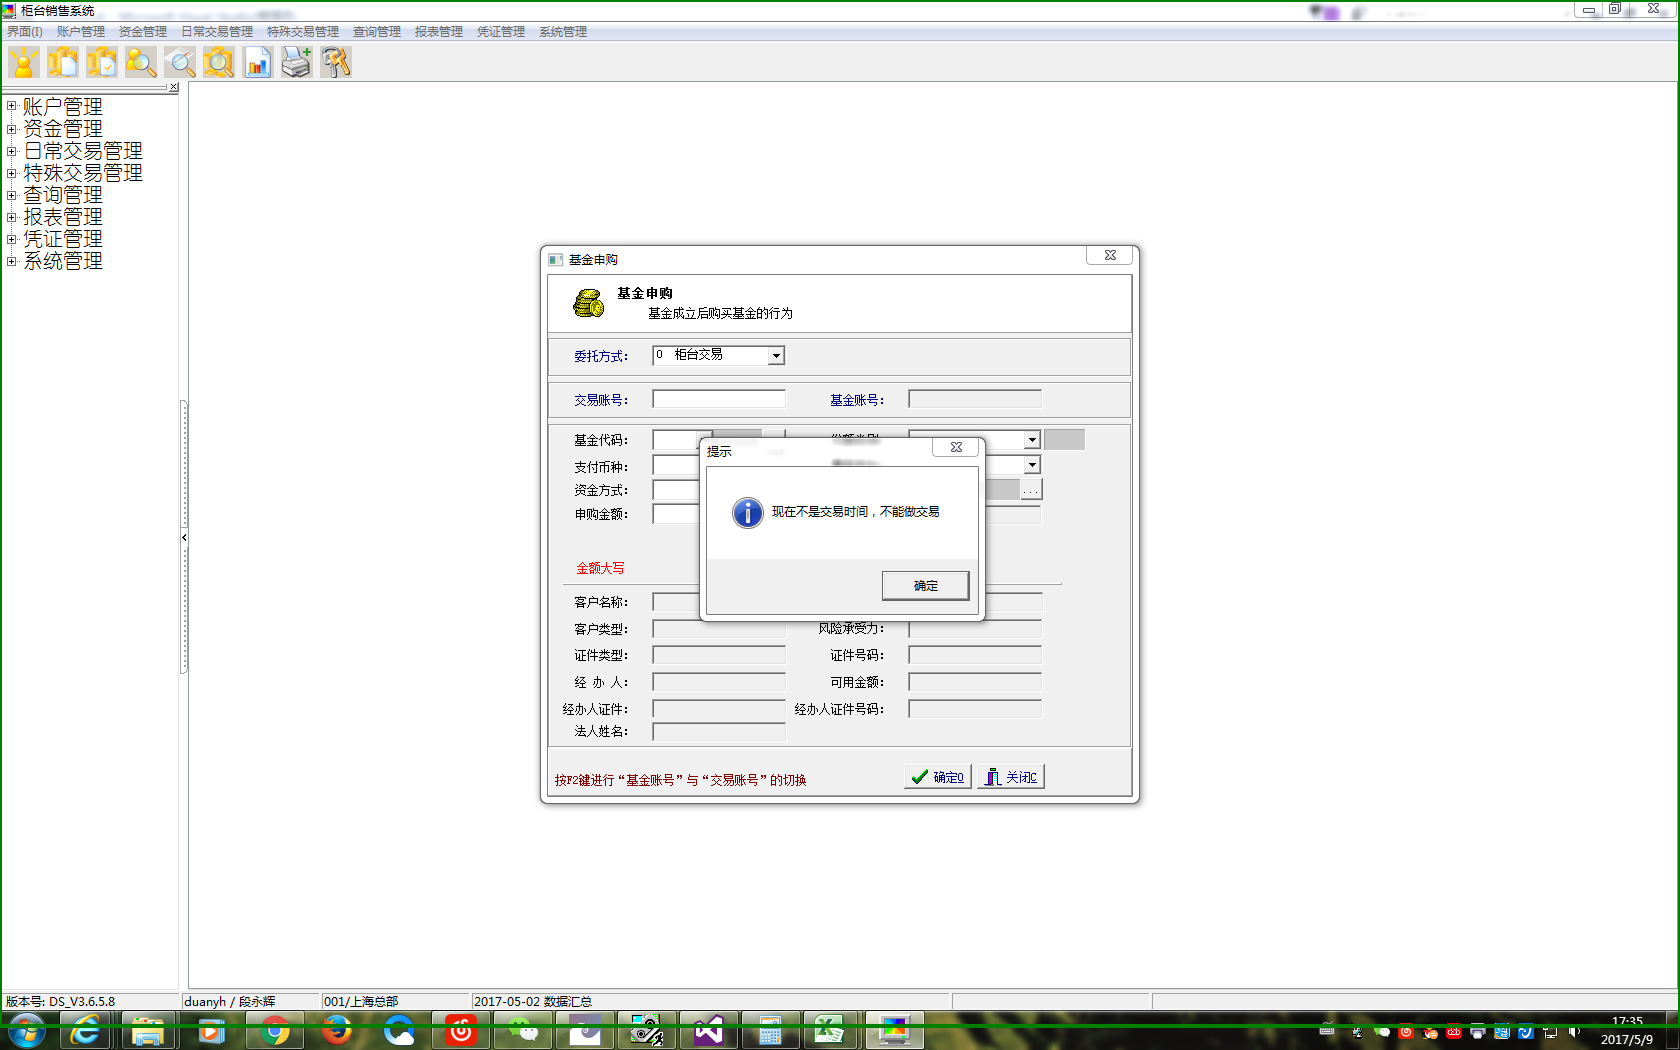 柜台销售系统
界面(I) 账户管理 资金管理 日常交易管理 特殊交易管理 查询管理 报表管理 凭证管理 系统管理
账户管理
资金管理
日常交易管理
特殊交易管理
查询管理
报表管理
凭证管理
系统管理
基金申购
基金申购
基金成立后购买基金的行为
委托方式: 0 柜台交易
交易账号: 基金账号:
基金代码:
支付币种:
资金方式: ...
申购金额:
提示
现在不是交易时间，不能做交易
确定
金额大写
客户名称:
客户类型: 风险承受力:
证件类型: 证件号码:
经 办 人: 可用金额:
经办人证件: 经办人证件号码:
法人姓名:
按F2键进行“基金账号”与“交易账号”的切换
确定O 关闭C
版本号: DS_V3.6.5.8 duanyh / 段永辉 001/上海总部 2017-05-02 数据汇总
17:35
2017/5/9